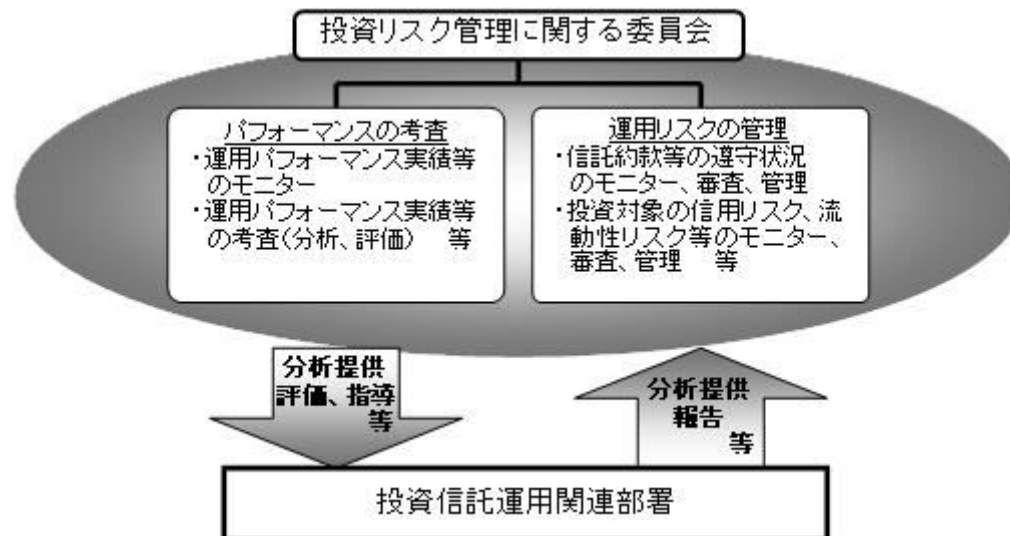 投資リスク管理に関する委員会
パフォーマンスの考査
・運用パフォーマンス実績等
のモニター
・運用パフォーマンス実績等
の考査(分析、評価) 等
運用リスクの管理
・信託約款等の遵守状況
のモニター、審査、管理
・投資対象の信用リスク、流
動性リスク等のモニター、
審査、管理 等
分析提供
評価、指導
等
分析提供
報告
等
投資信託運用関連部署